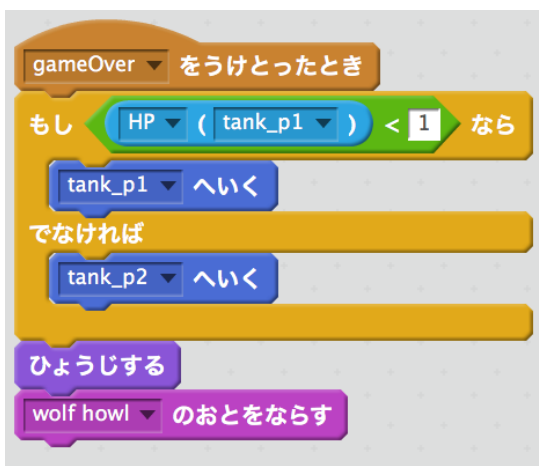 gameOver をうけとったとき
もし HP ( tank_p1 ) < 1 なら
tank_p1 へいく
でなければ
tank_p2 へいく
ひょうじする
wolf howl のおとをならす